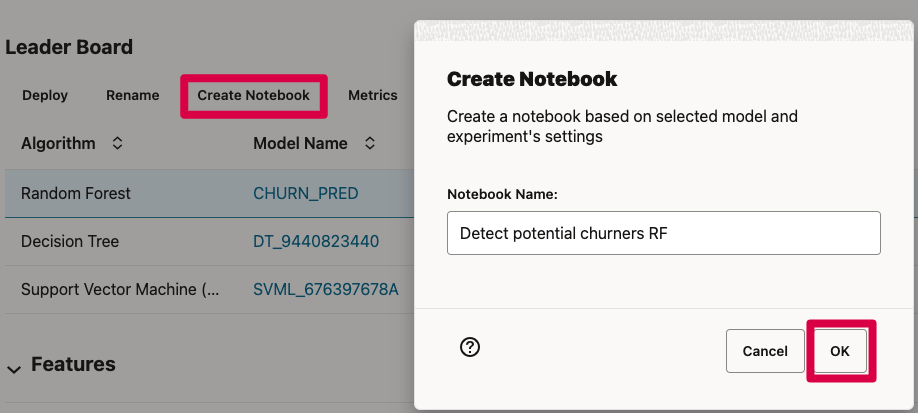 Leader Board
Deploy Rename Create Notebook Metrics
Algorithm Model Name
Random Forest CHURN_PRED
Decision Tree DT_9440823440
Support Vector Machine (... SVML_676397678A
Features
Create Notebook
Create a notebook based on selected model and
experiment's settings
Notebook Name:
Detect potential churners RF
Cancel OK